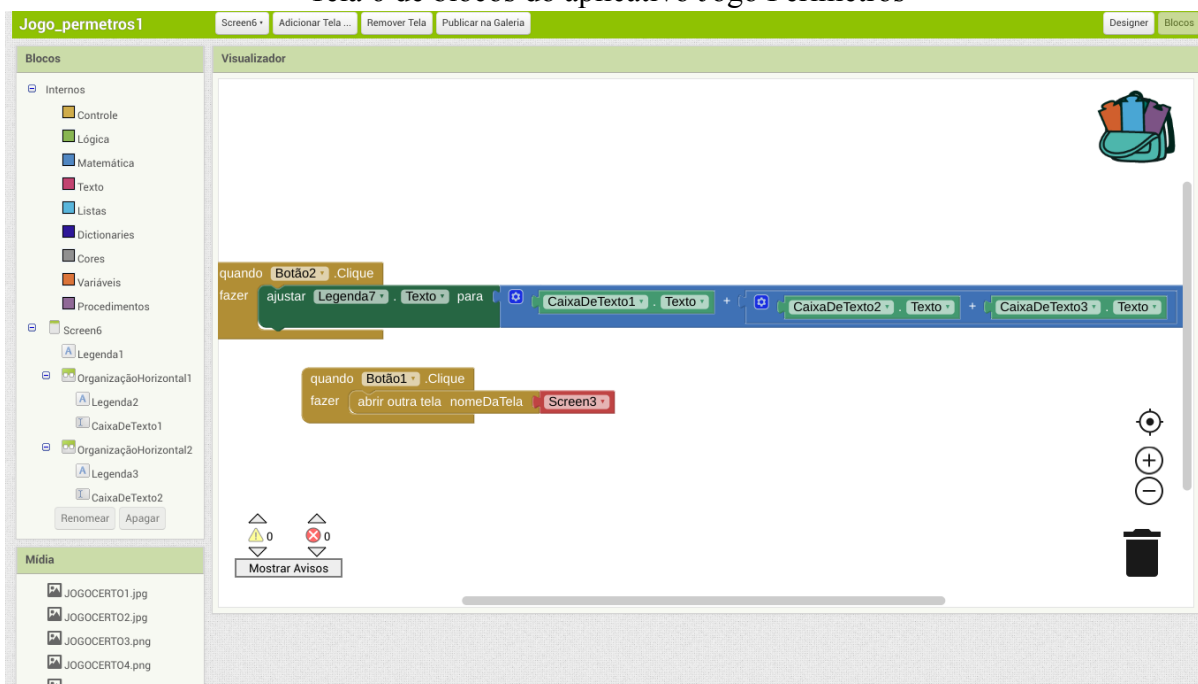 Tela 6 de blocos do aplicativo Jogo Perímetros
Jogo_permetros1
Screen6
Adicionar Tela ...
Remover Tela
Publicar na Galeria
Designer
Blocos
Blocos
Internos
Controle
Lógica
Matemática
Texto
Listas
Dictionaries
Cores
Variáveis
Procedimentos
Screen6
Legenda1
OrganizaçãoHorizontal1
Legenda2
CaixaDeTexto1
OrganizaçãoHorizontal2
Legenda3
CaixaDeTexto2
Renomear
Apagar
Mídia
JOGOCERTO1.jpg
JOGOCERTO2.jpg
JOGOCERTO3.png
JOGOCERTO4.png
Visualizador
quando Botão2 .Clique
fazer ajustar Legenda7 . Texto para CaixaDeTexto1 . Texto + CaixaDeTexto2 . Texto + CaixaDeTexto3 . Texto
quando Botão1 .Clique
fazer abrir outra tela nomeDaTela Screen3
0 0
Mostrar Avisos